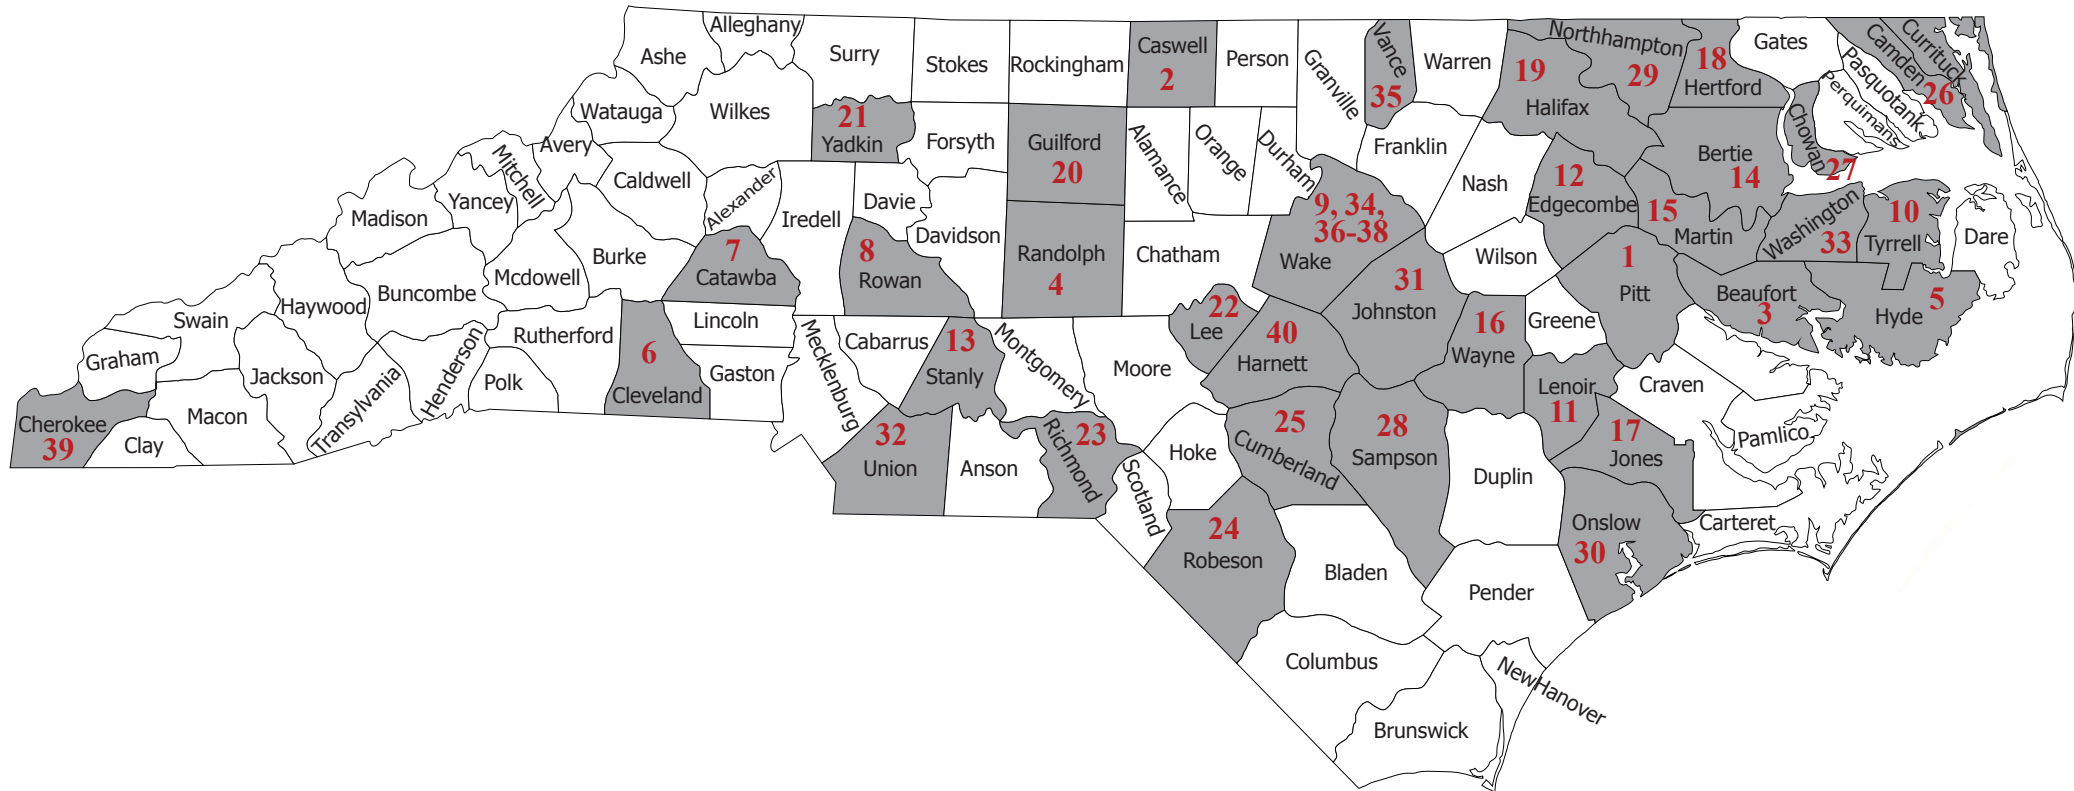 Alleghany
Ashe
Surry
Stokes
Rockingham
Caswell
2
Person
Granville
Vance
35
Warren
Northhampton
29
19
Halifax
18
Hertford
Gates
Camden
Currituck
26
Pasquotank
Perquimans
Chowan
27
Watauga
Wilkes
21
Yadkin
Forsyth
Guilford
20
Alamance
Orange
Durham
Franklin
Nash
12
Edgecombe
Bertie
14
Avery
Mitchell
Yancey
Madison
Caldwell
Alexander
Iredell
Davie
Davidson
Randolph
4
Chatham
9, 34,
36-38
Wake
Wilson
15
Martin
Washington
33
10
Tyrrell
Dare
Burke
Mcdowell
Buncombe
Haywood
Swain
7
Catawba
8
Rowan
31
Johnston
1
Pitt
Beaufort
3
5
Hyde
Graham
Jackson
Macon
Cherokee
39
Clay
Transylvania
Henderson
Polk
Rutherford
6
Cleveland
Lincoln
Gaston
Mecklenburg
Cabarrus
13
Stanly
Montgomery
Moore
22
Lee
40
Harnett
16
Wayne
Greene
Lenoir
11
Craven
Pamlico
17
Jones
32
Union
Anson
Richmond
23
Scotland
Hoke
25
Cumberland
28
Sampson
Duplin
Onslow
30
Carteret
24
Robeson
Bladen
Pender
Columbus
Brunswick
NewHanover